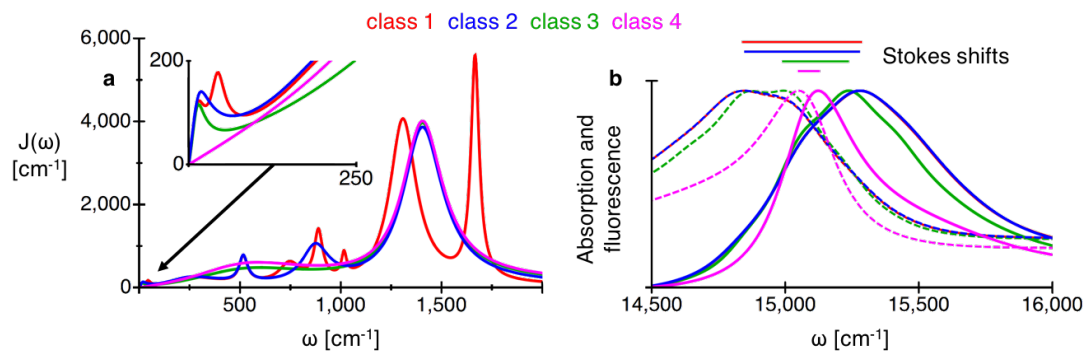 class 1 class 2 class 3 class 4
a
J(ω)
[cm-1]
6,000
4,000
2,000
0
500
1,000
1,500
ω [cm-1]
200
0
250
b
Stokes shifts
Absorption and
fluorescence
14,500
15,000
15,500
16,000
ω [cm-1]